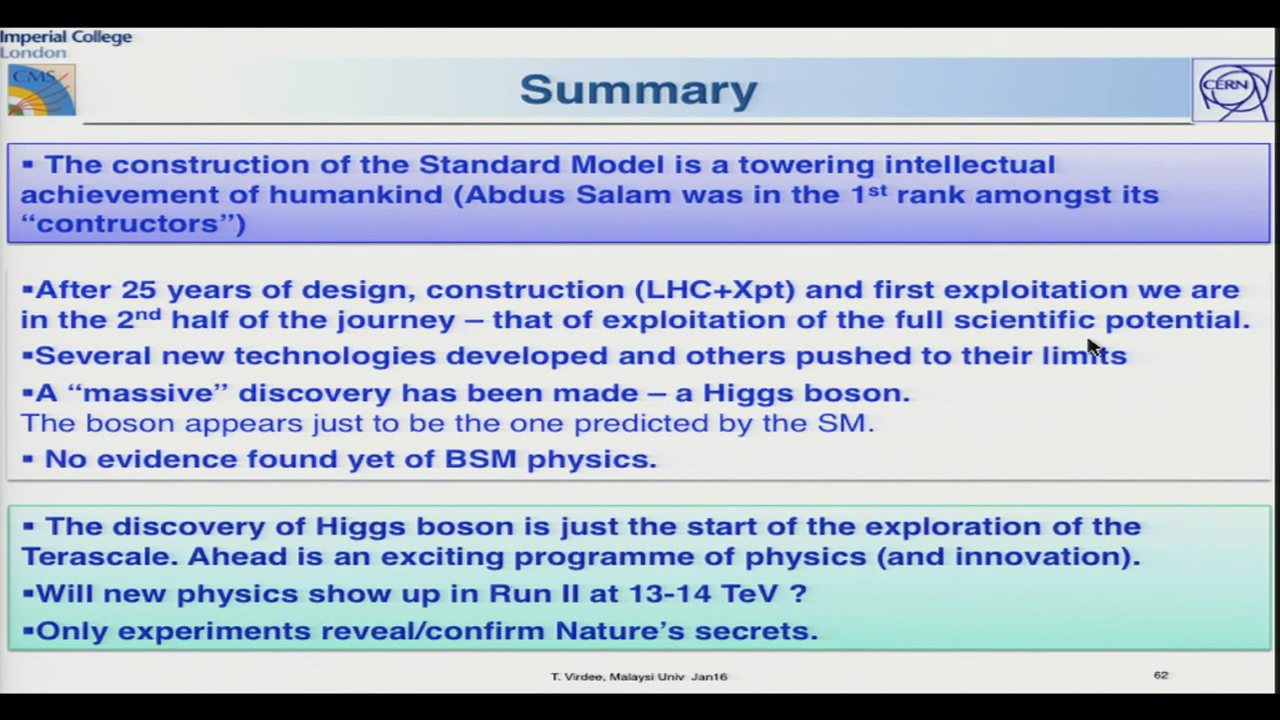 Imperial College
London
CMS
Summary
CERN
▪ The construction of the Standard Model is a towering intellectual
achievement of humankind (Abdus Salam was in the 1st rank amongst its
“contructors”)
▪After 25 years of design, construction (LHC+Xpt) and first exploitation we are
in the 2nd half of the journey – that of exploitation of the full scientific potential.
▪Several new technologies developed and others pushed to their limits
▪A “massive” discovery has been made – a Higgs boson.
The boson appears just to be the one predicted by the SM.
▪ No evidence found yet of BSM physics.
▪ The discovery of Higgs boson is just the start of the exploration of the
Terascale. Ahead is an exciting programme of physics (and innovation).
▪Will new physics show up in Run II at 13-14 TeV ?
▪Only experiments reveal/confirm Nature’s secrets.
T. Virdee, Malaysi Univ Jan16
62